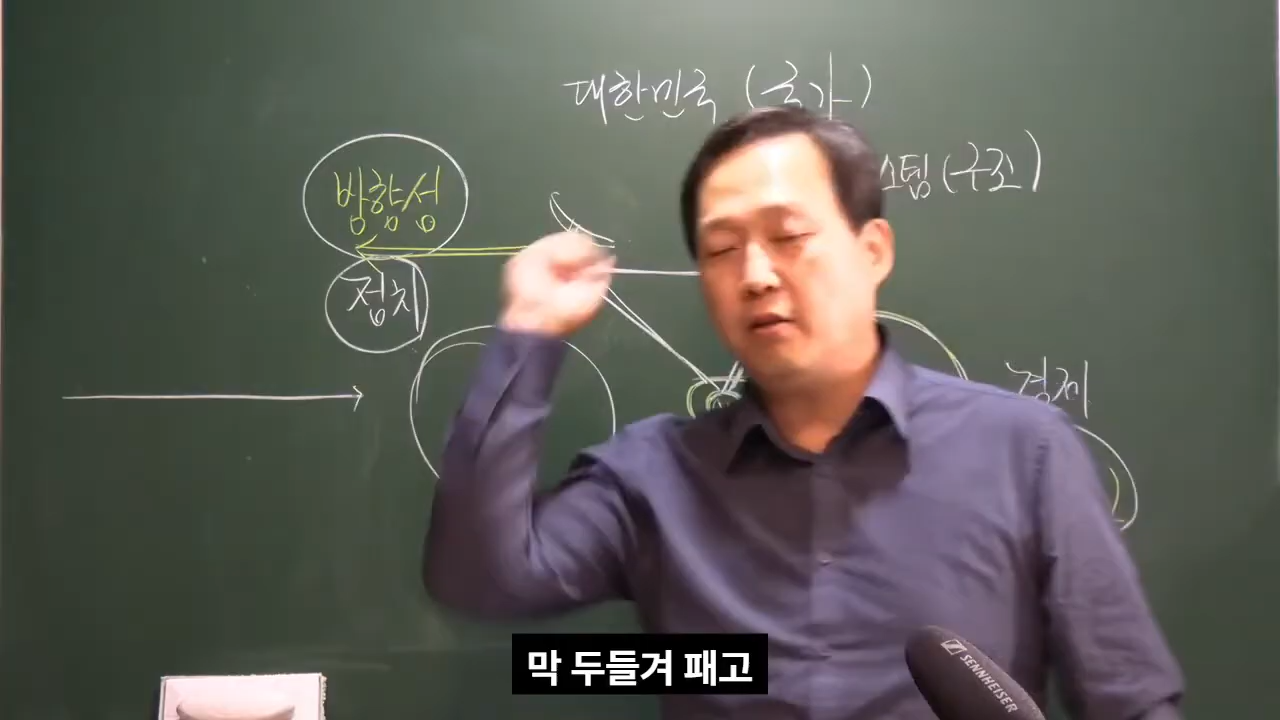 대한민국 (국가)
스템 (구조)
방향성
정치
경제
막 두들겨 패고
SENNHEISER